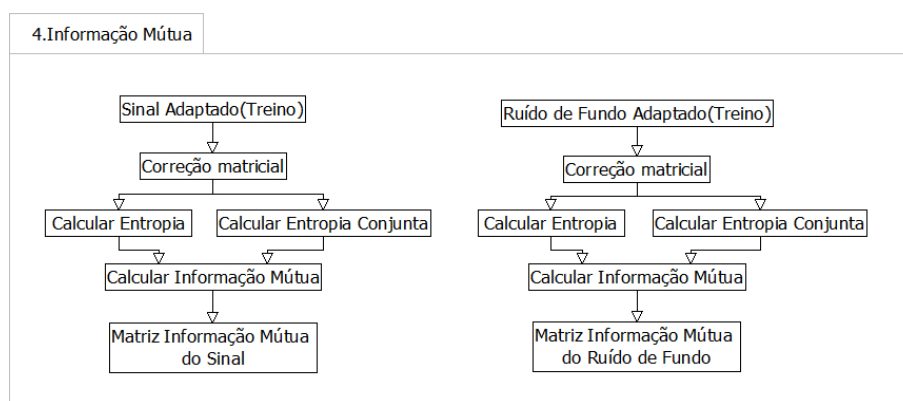 4.Informação Mútua
Sinal Adaptado(Treino)
Correção matricial
Calcular Entropia
Calcular Entropia Conjunta
Calcular Informação Mútua
Matriz Informação Mútua
do Sinal
Ruído de Fundo Adaptado(Treino)
Correção matricial
Calcular Entropia
Calcular Entropia Conjunta
Calcular Informação Mútua
Matriz Informação Mútua
do Ruído de Fundo